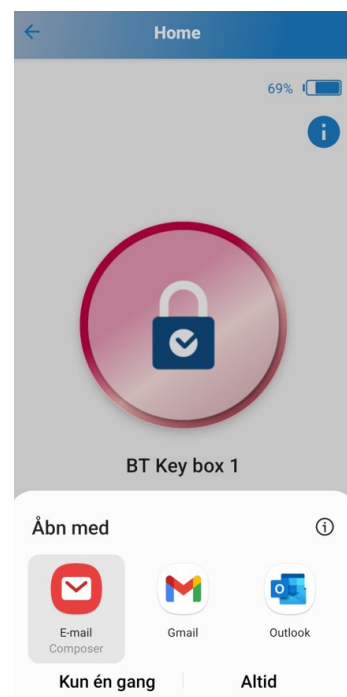 Home
69%
BT Key box 1
Åbn med
E-mail
Composer
Gmail
Outlook
Kun én gang
Altid